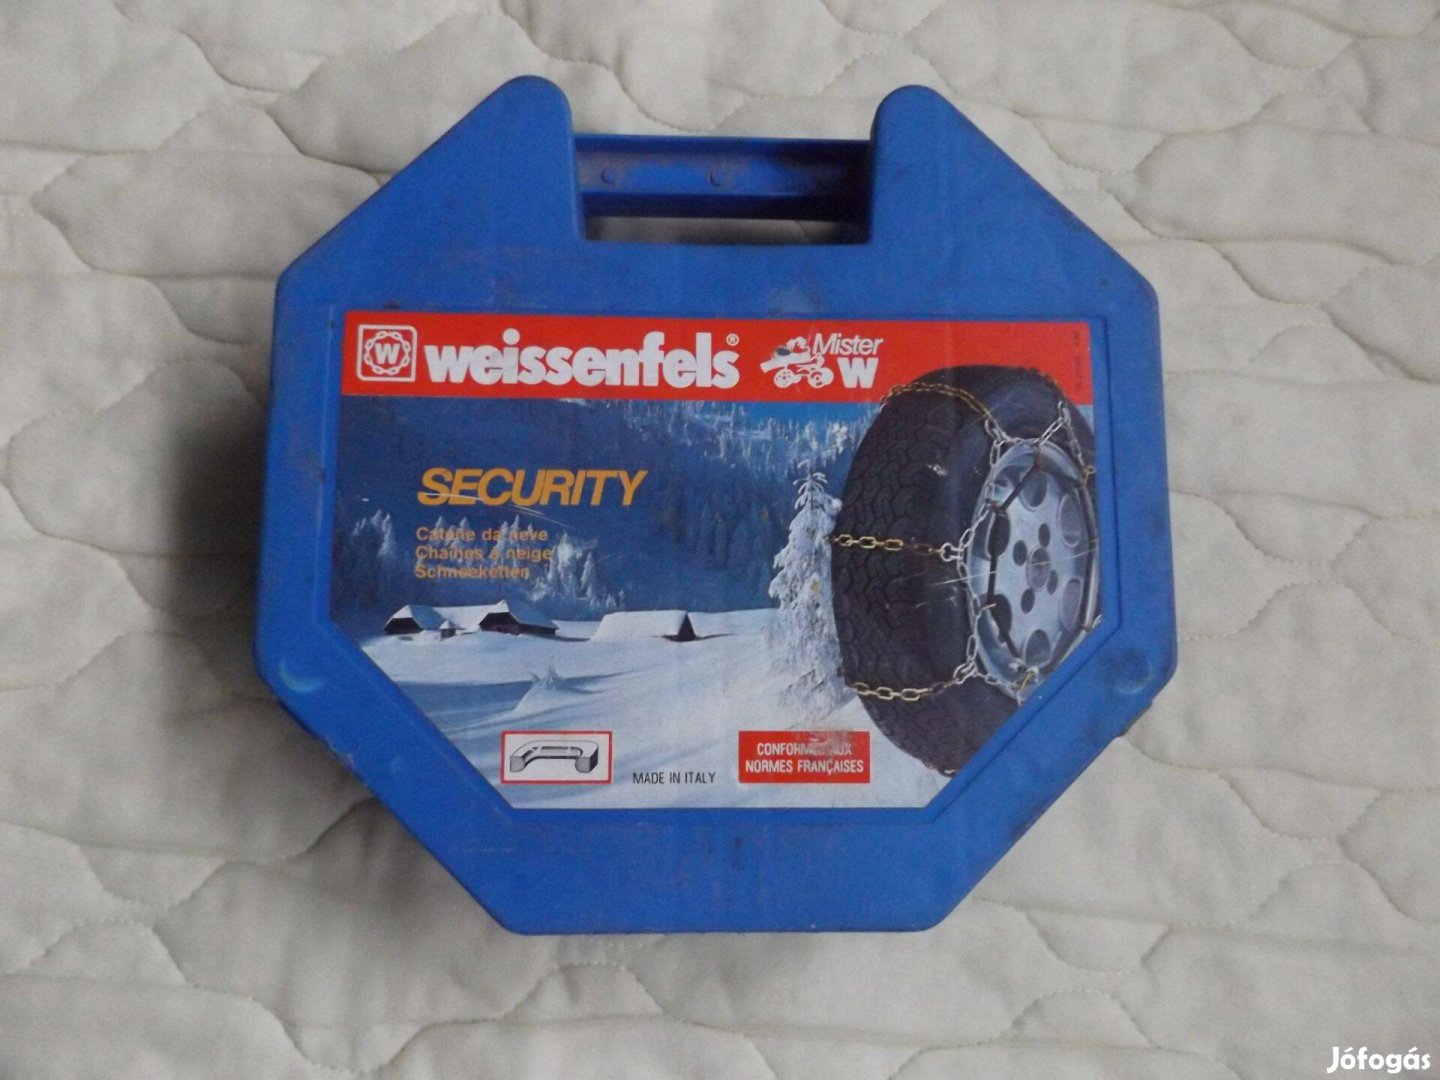 W weissenfels® Mister W
SECURITY
Catene da neve
Chaînes à neige
Schneeketten
MADE IN ITALY
CONFORMES AUX
NORMES FRANÇAISES
Jófogás